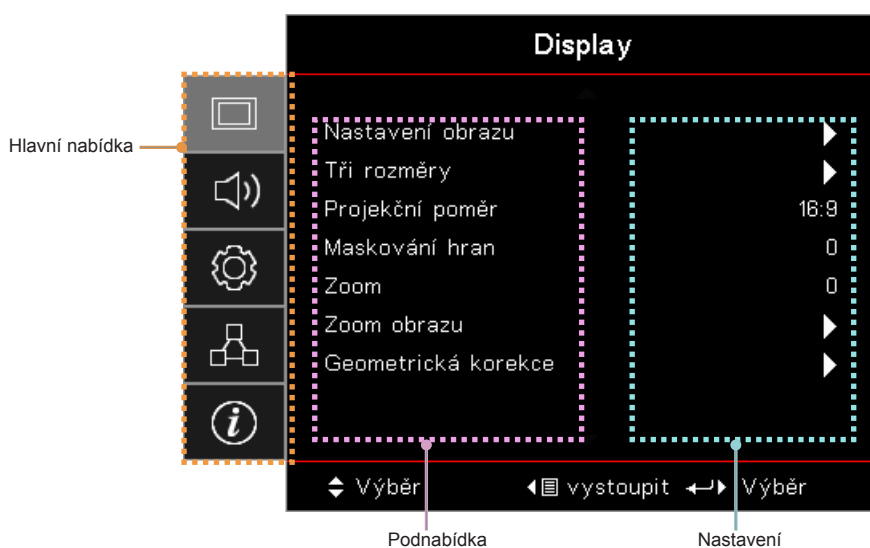 Display
Hlavní nabídka
Nastavení obrazu
Tři rozměry
Projekční poměr 16:9
Maskování hran 0
Zoom 0
Zoom obrazu
Geometrická korekce
i
Výběr vystoupit Výběr
Podnabídka Nastavení